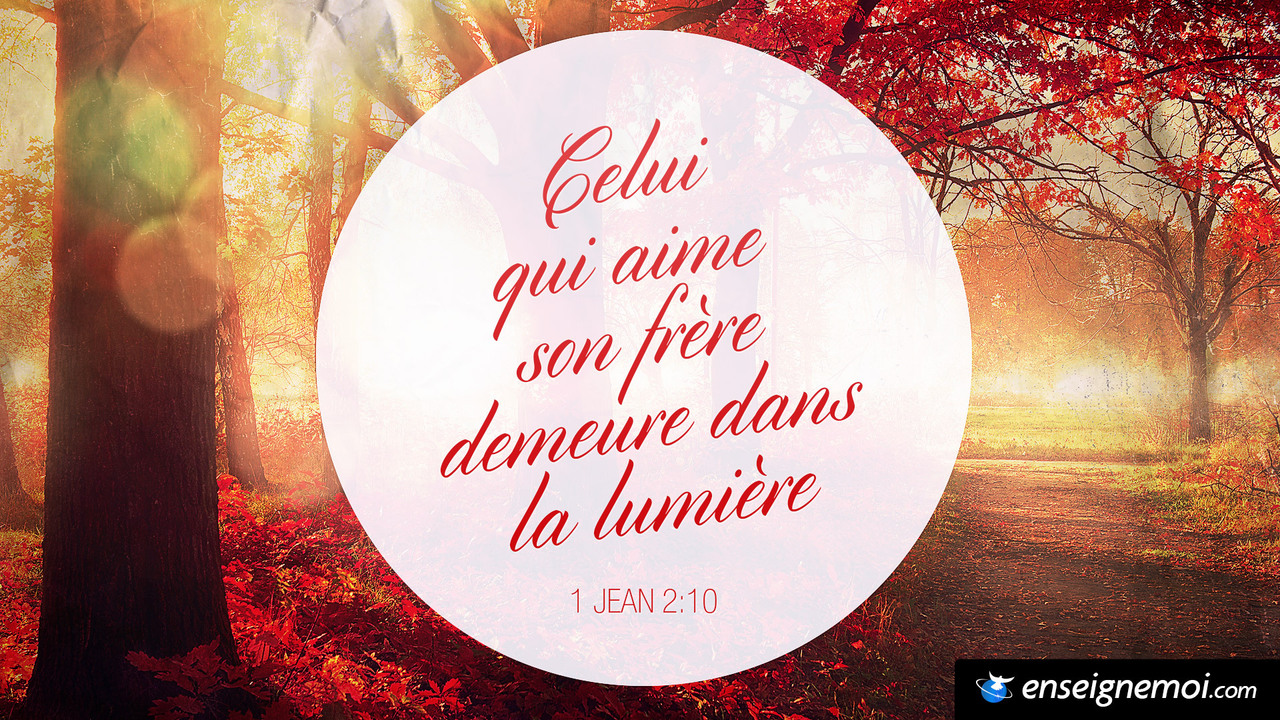 Celui
qui aime
son frère
demeure dans
la lumière
1 JEAN 2:10
enseignemoi.com